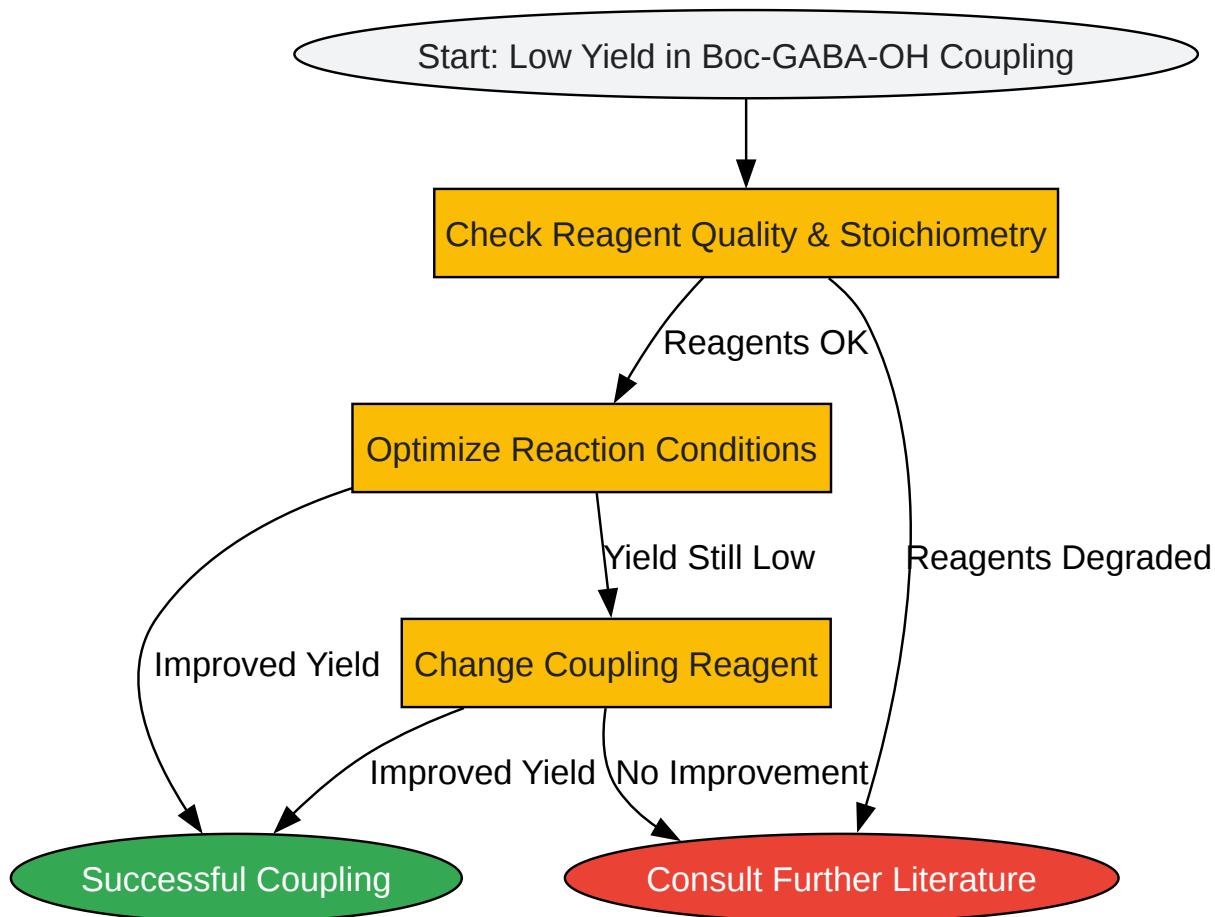 Start: Low Yield in Boc-GABA-OH Coupling
Check Reagent Quality & Stoichiometry
Reagents OK
Optimize Reaction Conditions
Yield Still Low
Reagents Degraded
Improved Yield
Change Coupling Reagent
Improved Yield
No Improvement
Successful Coupling
Consult Further Literature